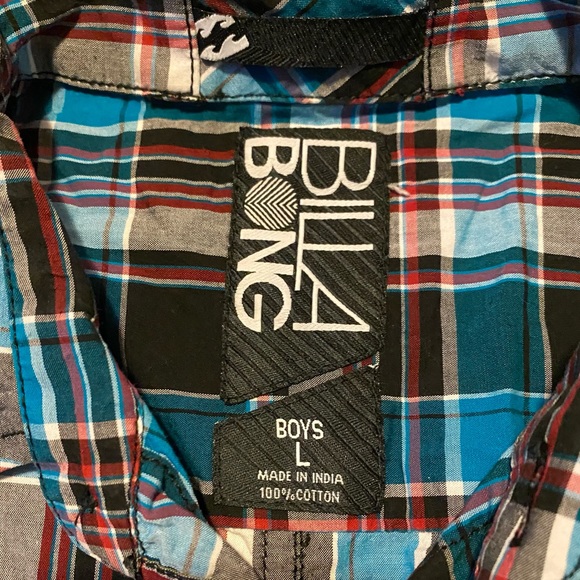 BILLA
BONG
BOYS
L
MADE IN INDIA
100% COTTON